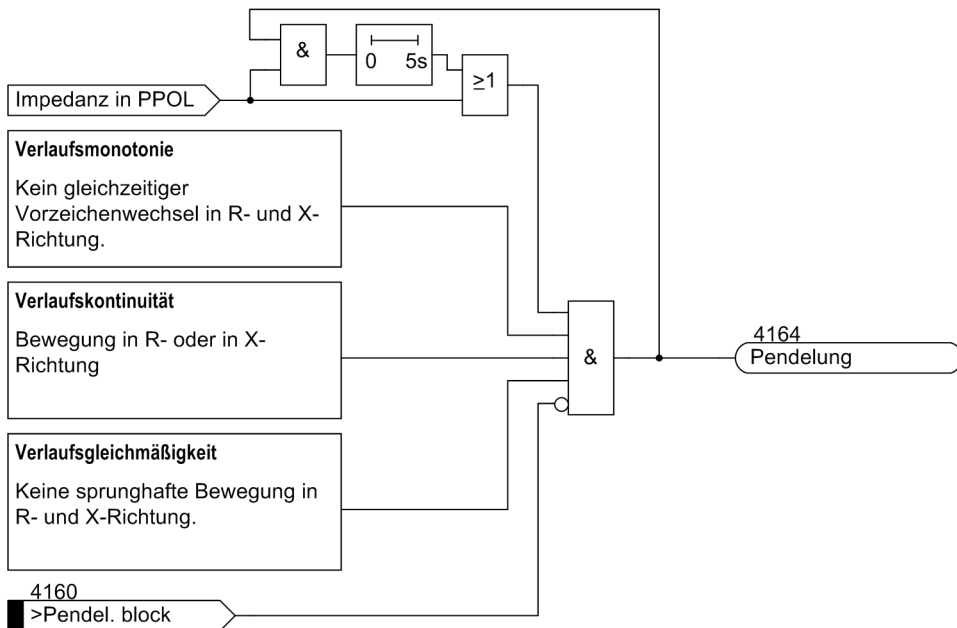 &
0 5s
≥1
Impedanz in PPOL
Verlaufsmonotonie
Kein gleichzeitiger
Vorzeichenwechsel in R- und X-
Richtung.
Verlaufskontinuität
Bewegung in R- oder in X-
Richtung
&
4164
Pendelung
Verlaufsgleichmäßigkeit
Keine sprunghafte Bewegung in
R- und X-Richtung.
4160
>Pendel. block